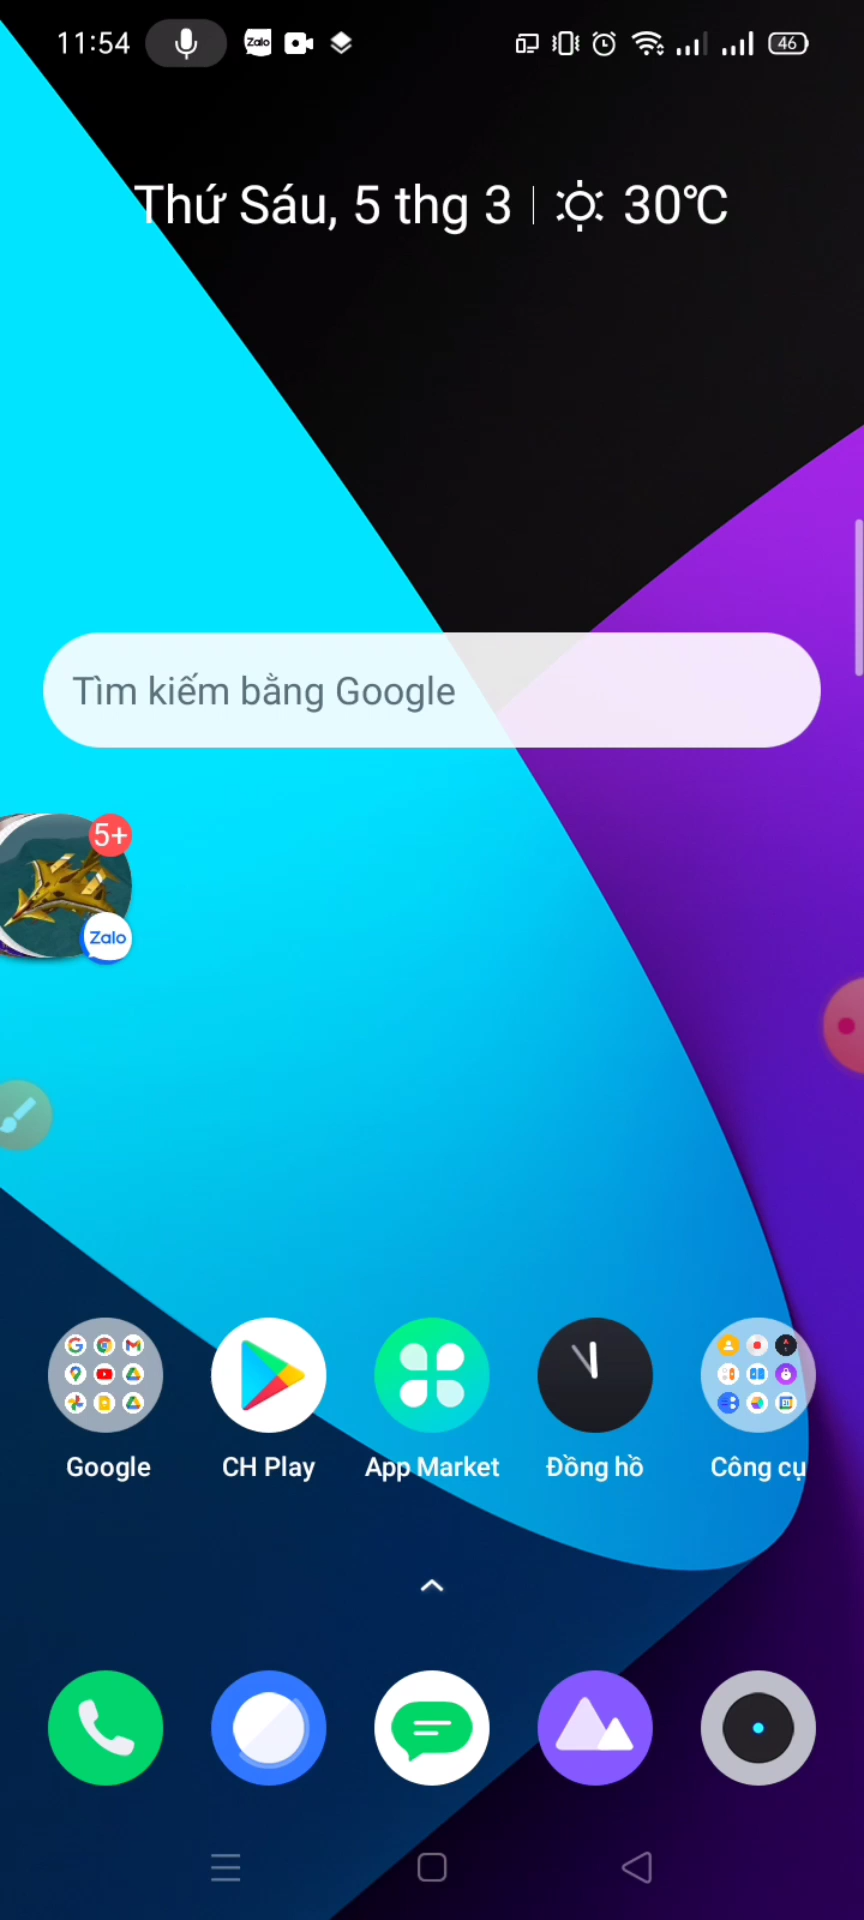 11:54 Zalo 46
Thứ Sáu, 5 thg 3 30°C
Tìm kiếm bằng Google
5+
Zalo
Google CH Play App Market Đồng hồ Công cụ